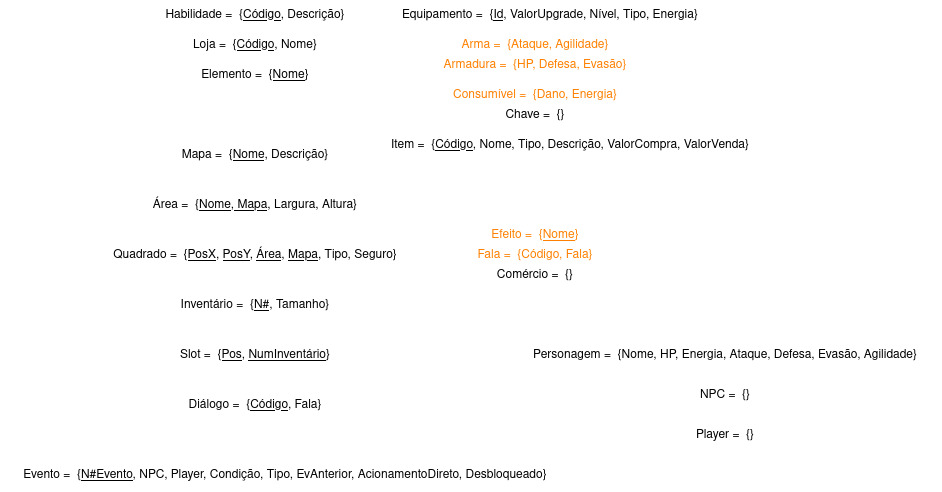 Habilidade = {Código, Descrição}
Equipamento = {Id, ValorUpgrade, Nível, Tipo, Energia}
Loja = {Código, Nome}
Arma = {Ataque, Agilidade}
Armadura = {HP, Defesa, Evasão}
Elemento = {Nome}
Consumível = {Dano, Energia}
Chave = {}
Item = {Código, Nome, Tipo, Descrição, ValorCompra, ValorVenda}
Mapa = {Nome, Descrição}
Área = {Nome, Mapa, Largura, Altura}
Efeito = {Nome}
Quadrado = {PosX, PosY, Área, Mapa, Tipo, Seguro}
Fala = {Código, Fala}
Comércio = {}
Inventário = {N#, Tamanho}
Slot = {Pos, NumInventário}
Personagem = {Nome, HP, Energia, Ataque, Defesa, Evasão, Agilidade}
NPC = {}
Diálogo = {Código, Fala}
Player = {}
Evento = {N#Evento, NPC, Player, Condição, Tipo, EvAnterior, AcionamentoDireto, Desbloqueado}